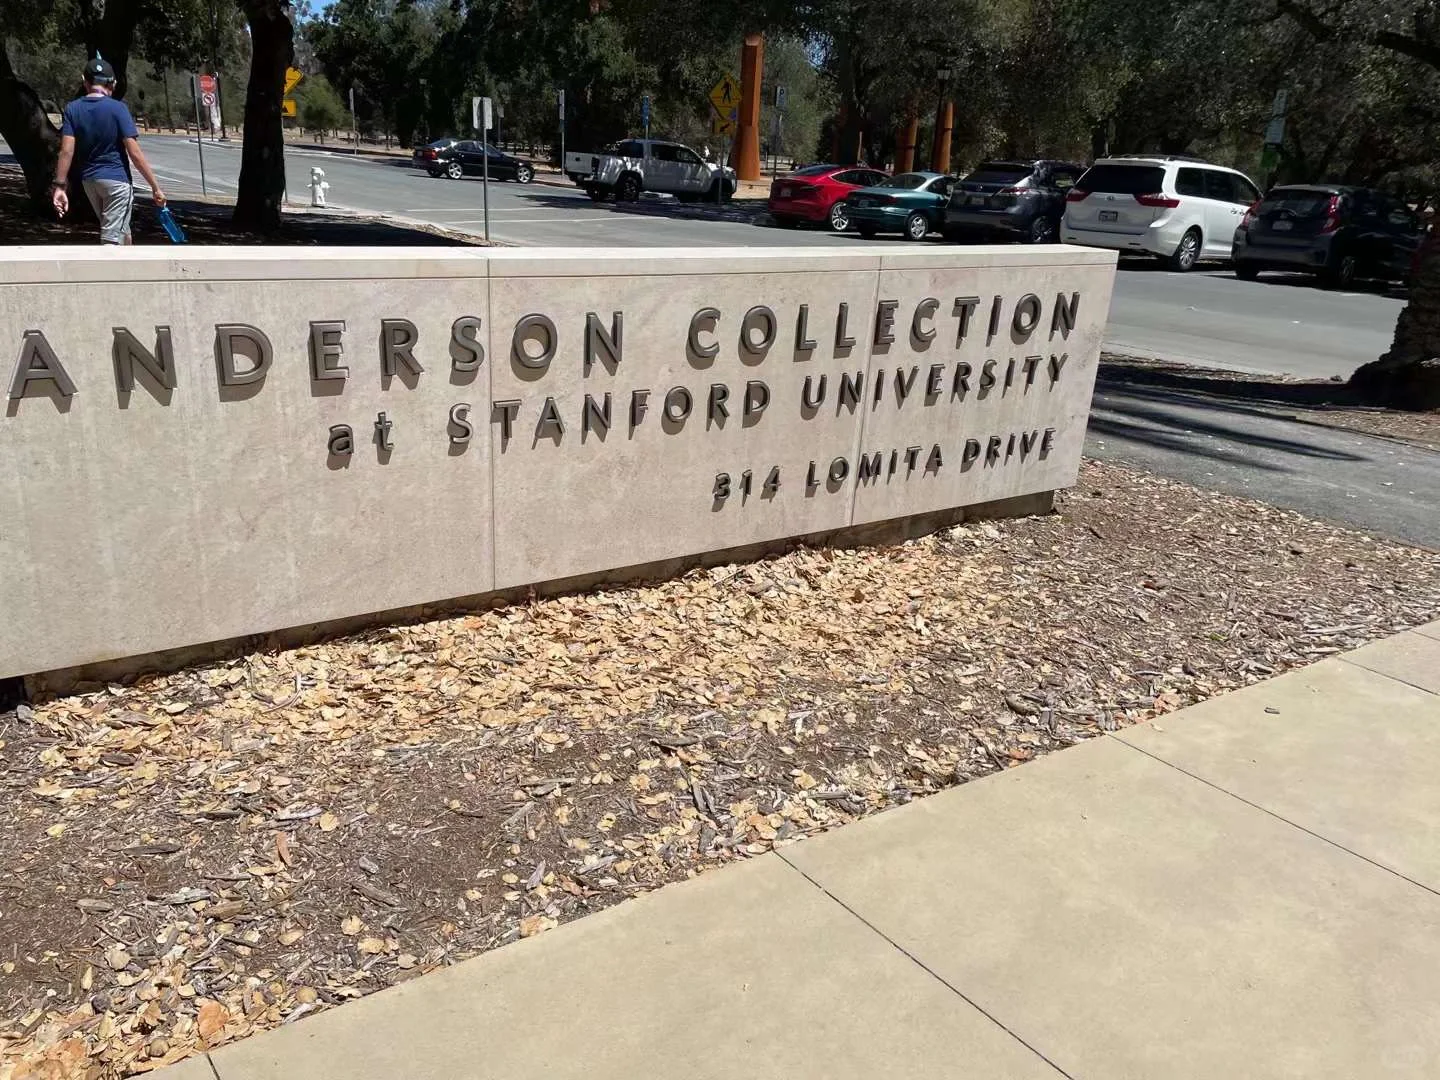 ANDERSON COLLECTION
at STANFORD UNIVERSITY
314 LOMITA DRIVE